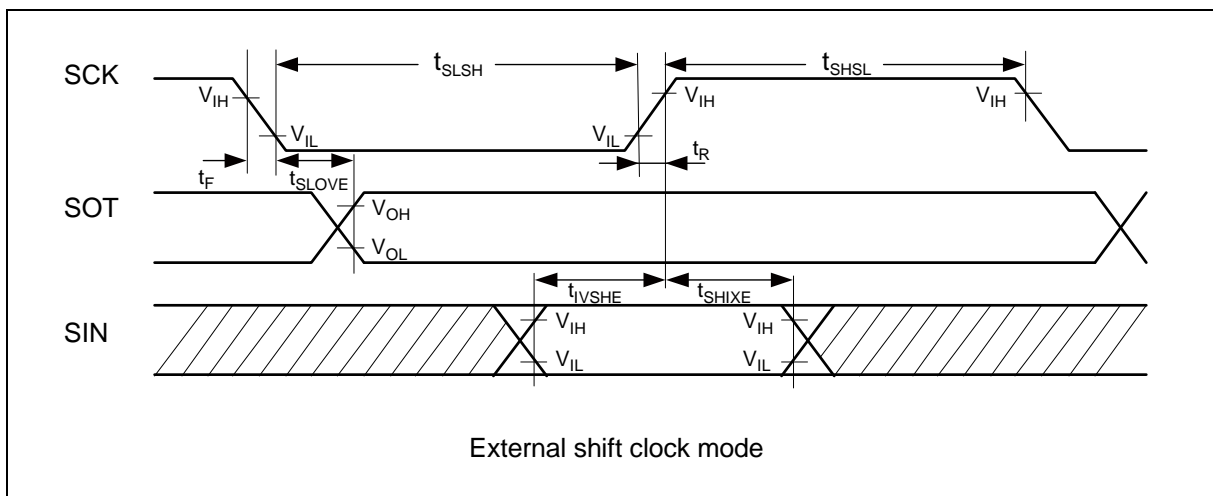 SCK
tSLSH
tSHSL
VIH
VIH
VIH
VIL
VIL
tR
tF
tSLOVE
SOT
VOH
VOL
tIVSHE
tSHIXE
SIN
VIH
VIH
VIL
VIL
External shift clock mode